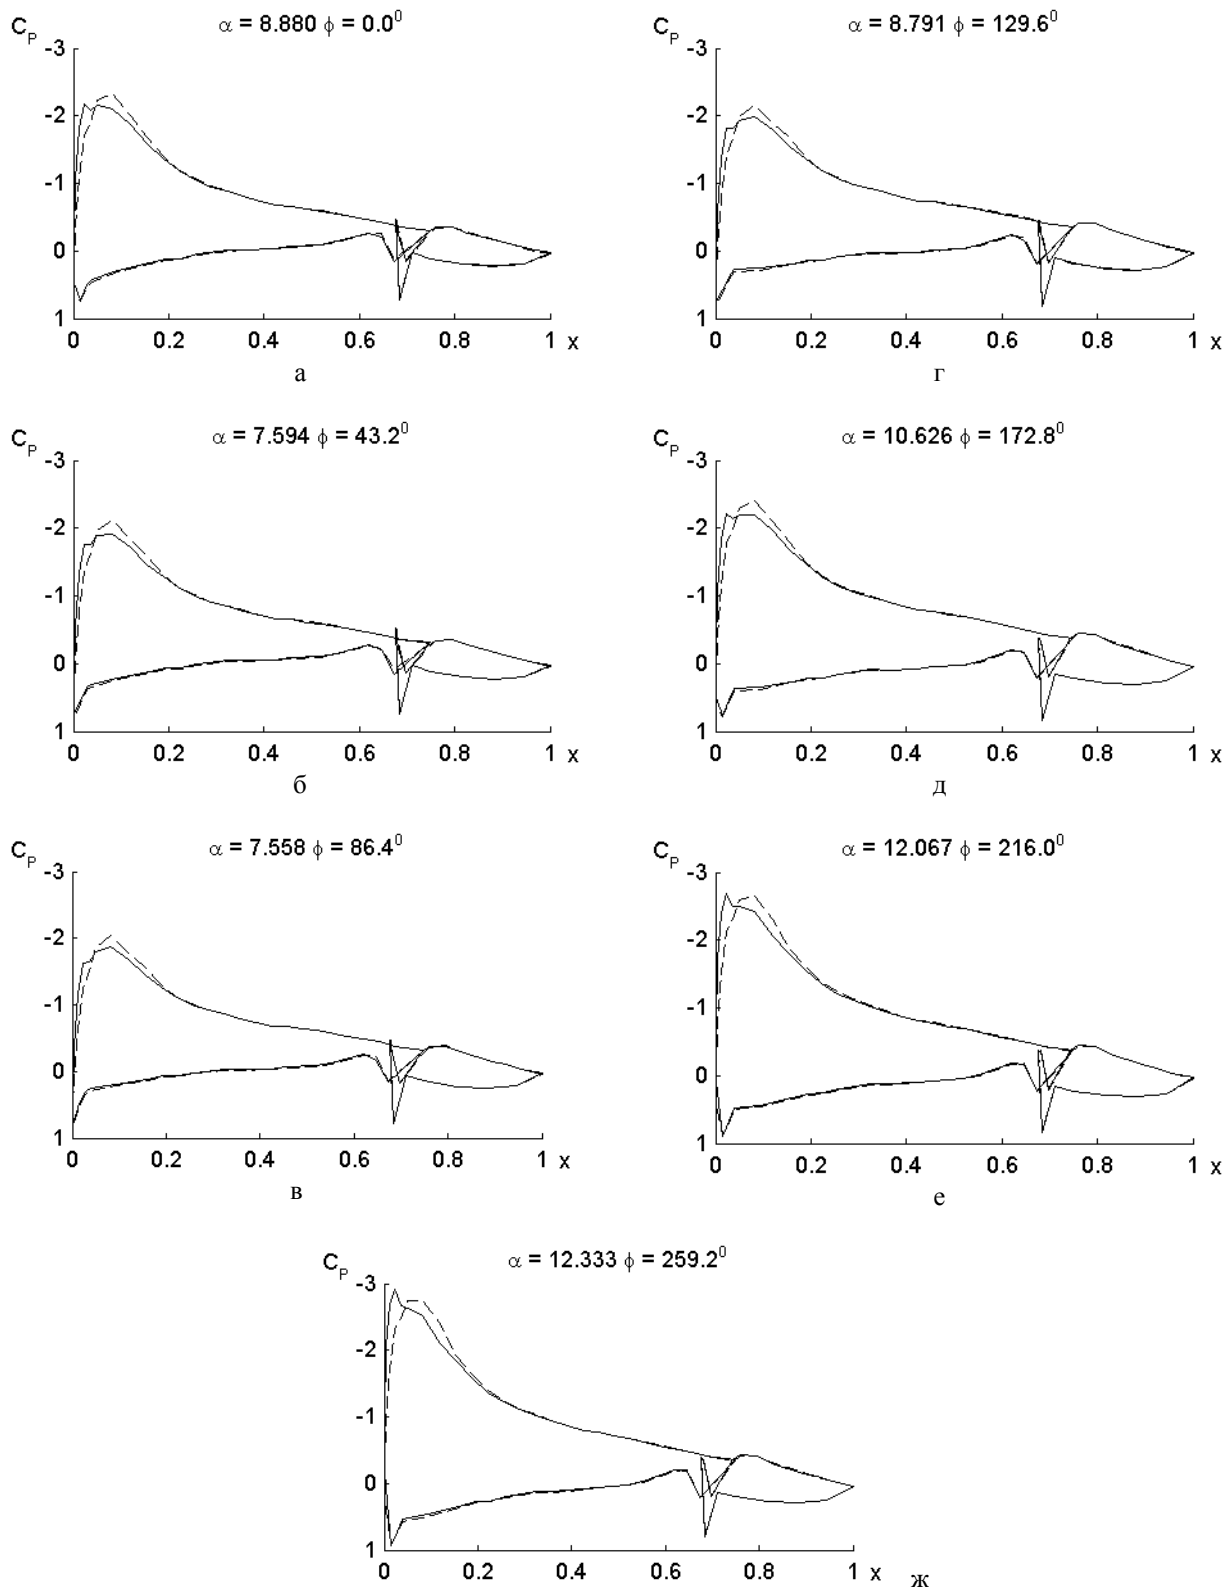 C_P α = 8.880 ϕ = 0.0⁰
-3
-2
-1
0
1
0 0.2 0.4 0.6 0.8 1 x
а
C_P α = 8.791 ϕ = 129.6⁰
-3
-2
-1
0
1
0 0.2 0.4 0.6 0.8 1 x
г
C_P α = 7.594 ϕ = 43.2⁰
-3
-2
-1
0
1
0 0.2 0.4 0.6 0.8 1 x
б
C_P α = 10.626 ϕ = 172.8⁰
-3
-2
-1
0
1
0 0.2 0.4 0.6 0.8 1 x
д
C_P α = 7.558 ϕ = 86.4⁰
-3
-2
-1
0
1
0 0.2 0.4 0.6 0.8 1 x
в
C_P α = 12.067 ϕ = 216.0⁰
-3
-2
-1
0
1
0 0.2 0.4 0.6 0.8 1 x
е
C_P α = 12.333 ϕ = 259.2⁰
-3
-2
-1
0
1
0 0.2 0.4 0.6 0.8 1 x
ж